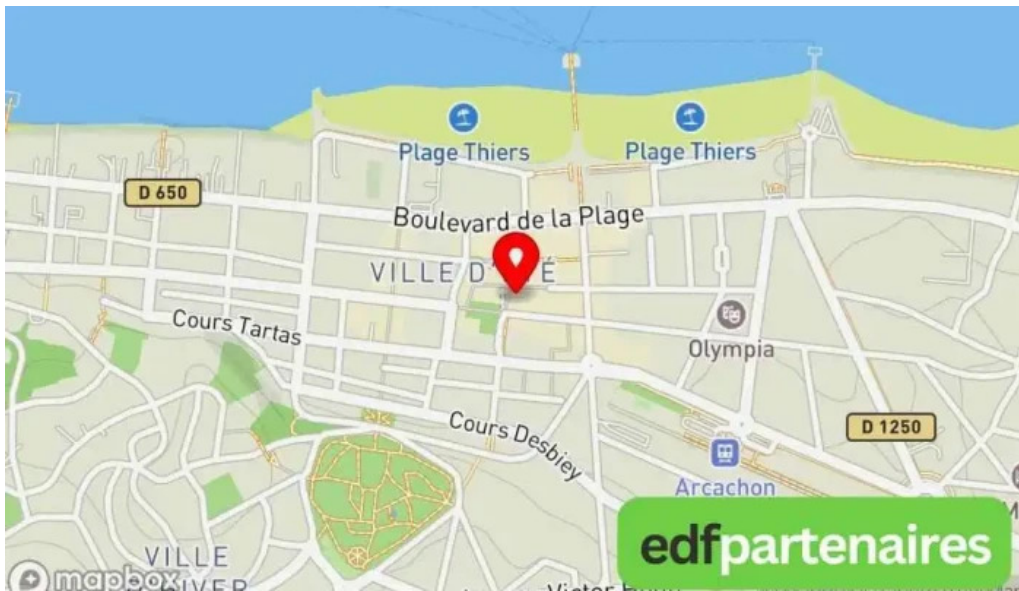 Plage Thiers
Plage Thiers
D 650
Boulevard de la Plage
VILLE D'
É
Cours Tartas
Olympia
Cours Desbiey
D 1250
Arcachon
edfpartenaires
VILLE
mapbox
Victor